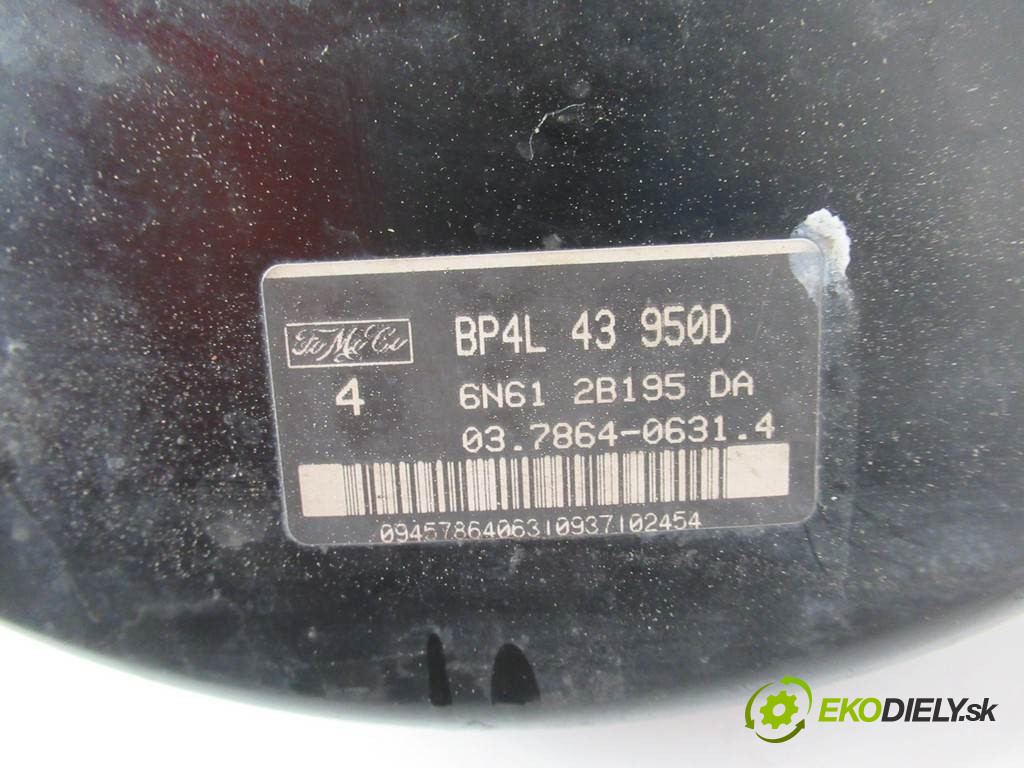 FoMoCo
BP4L 43 950D
4
6N61 2B195 DA
03.7864-0631.4
0945786406310937102454
EKODIELY.sk